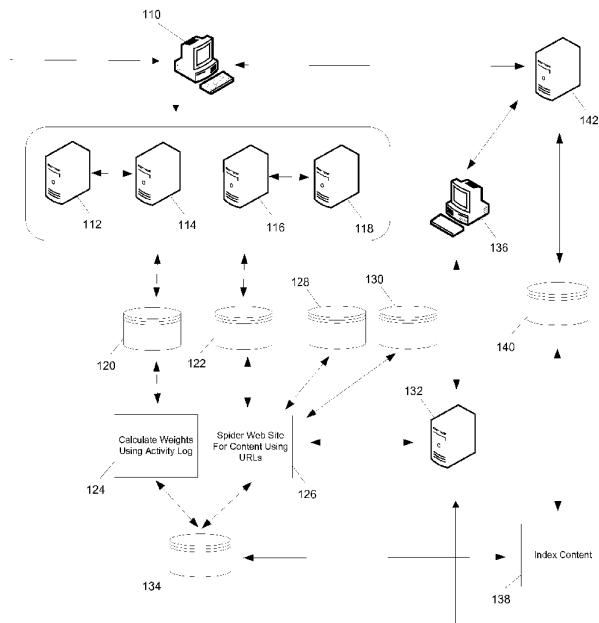 110
142
112
114
116
118
136
128
130
120
122
140
132
Calculate Weights
Using Activity Log
Spider Web Site
For Content Using
URLs
124
126
134
Index Content
138